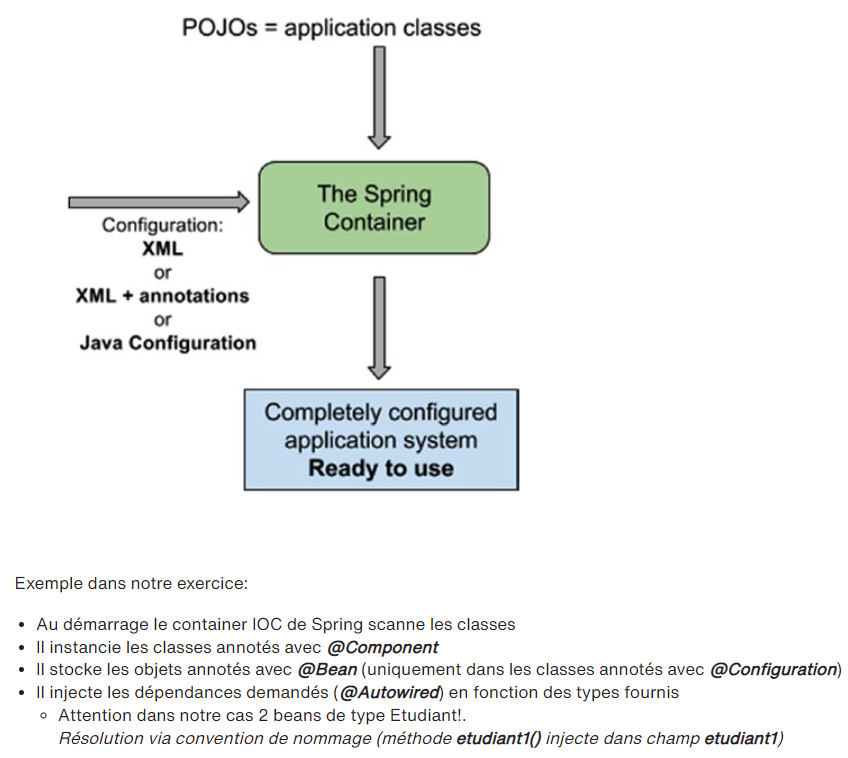 POJOs = application classes
The Spring
Container
Configuration:
XML
or
XML + annotations
or
Java Configuration
Completely configured
application system
Ready to use
Exemple dans notre exercice:
• Au démarrage le container IOC de Spring scanne les classes
• Il instancie les classes annotés avec @Component
• Il stocke les objets annotés avec @Bean (uniquement dans les classes annotés avec @Configuration)
• Il injecte les dépendances demandés (@Autowired) en fonction des types fournis
○ Attention dans notre cas 2 beans de type Etudiant!.
Résolution via convention de nommage (méthode etudiant1() injecte dans champ etudiant1)